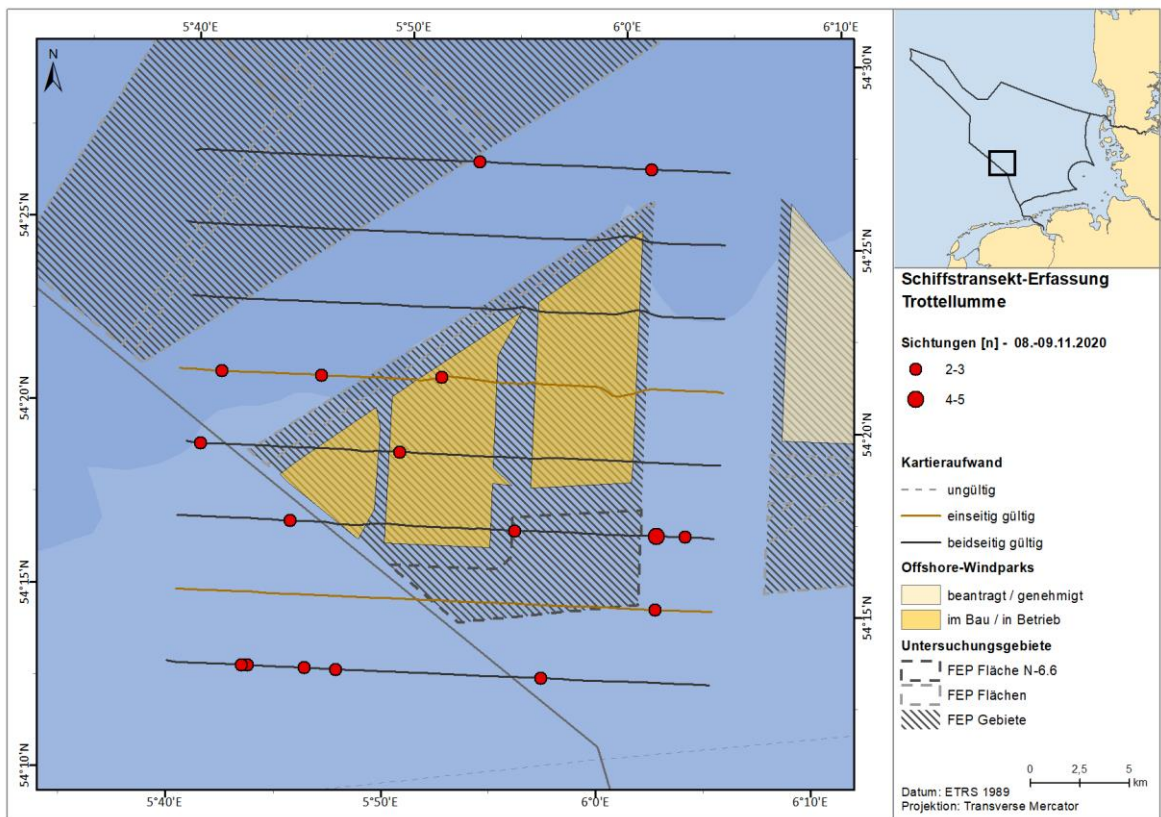 5°40'E 5°50'E 6°0'E 6°10'E
N
54°30'N
54°25'N
54°25'N
54°20'N
54°20'N
54°15'N
54°15'N
54°10'N
5°40'E 5°50'E 6°0'E 6°10'E
Schiffstransekt-Erfassung
Trottellumme
Sichtungen [n] - 08.-09.11.2020
2-3
4-5
Kartieraufwand
ungültig
einseitig gültig
beidseitig gültig
Offshore-Windparks
beantragt / genehmigt
im Bau / in Betrieb
Untersuchungsgebiete
FEP Fläche N-6.6
FEP Flächen
FEP Gebiete
0 2,5 5
km
Datum: ETRS 1989
Projektion: Transverse Mercator